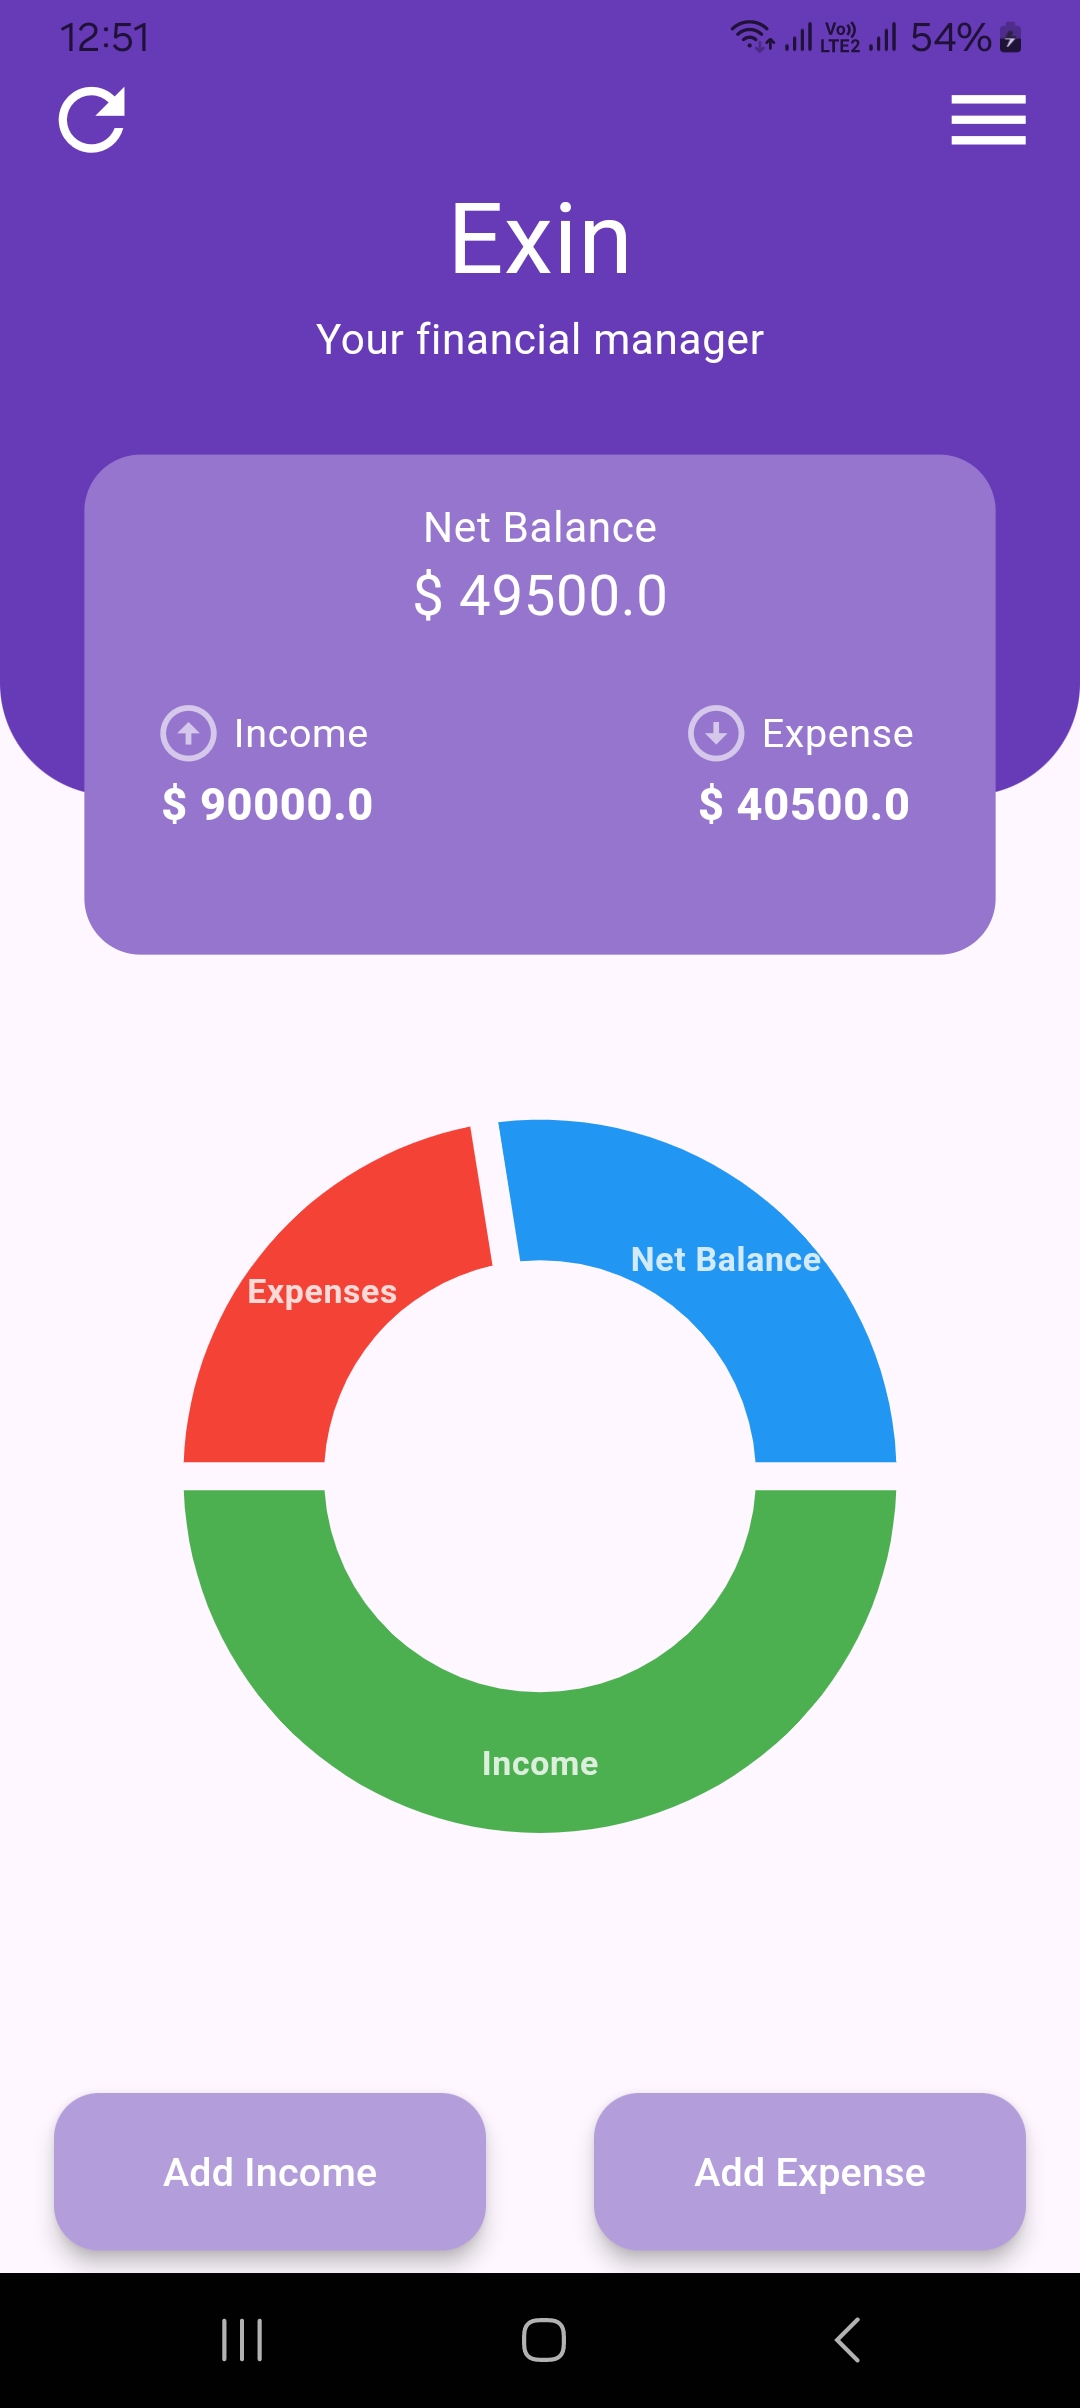 12:51
Vo))
LTE2
54%
Exin
Your financial manager
Net Balance
$ 49500.0
Income
Expense
$ 90000.0
$ 40500.0
Net Balance
Expenses
Income
Add Income
Add Expense